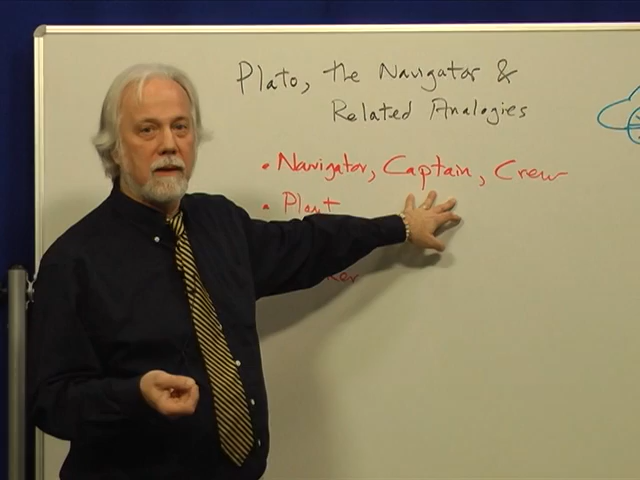 Plato, the Navigator &
Related Analogies
• Navigator, Captain, Crew
• Plant